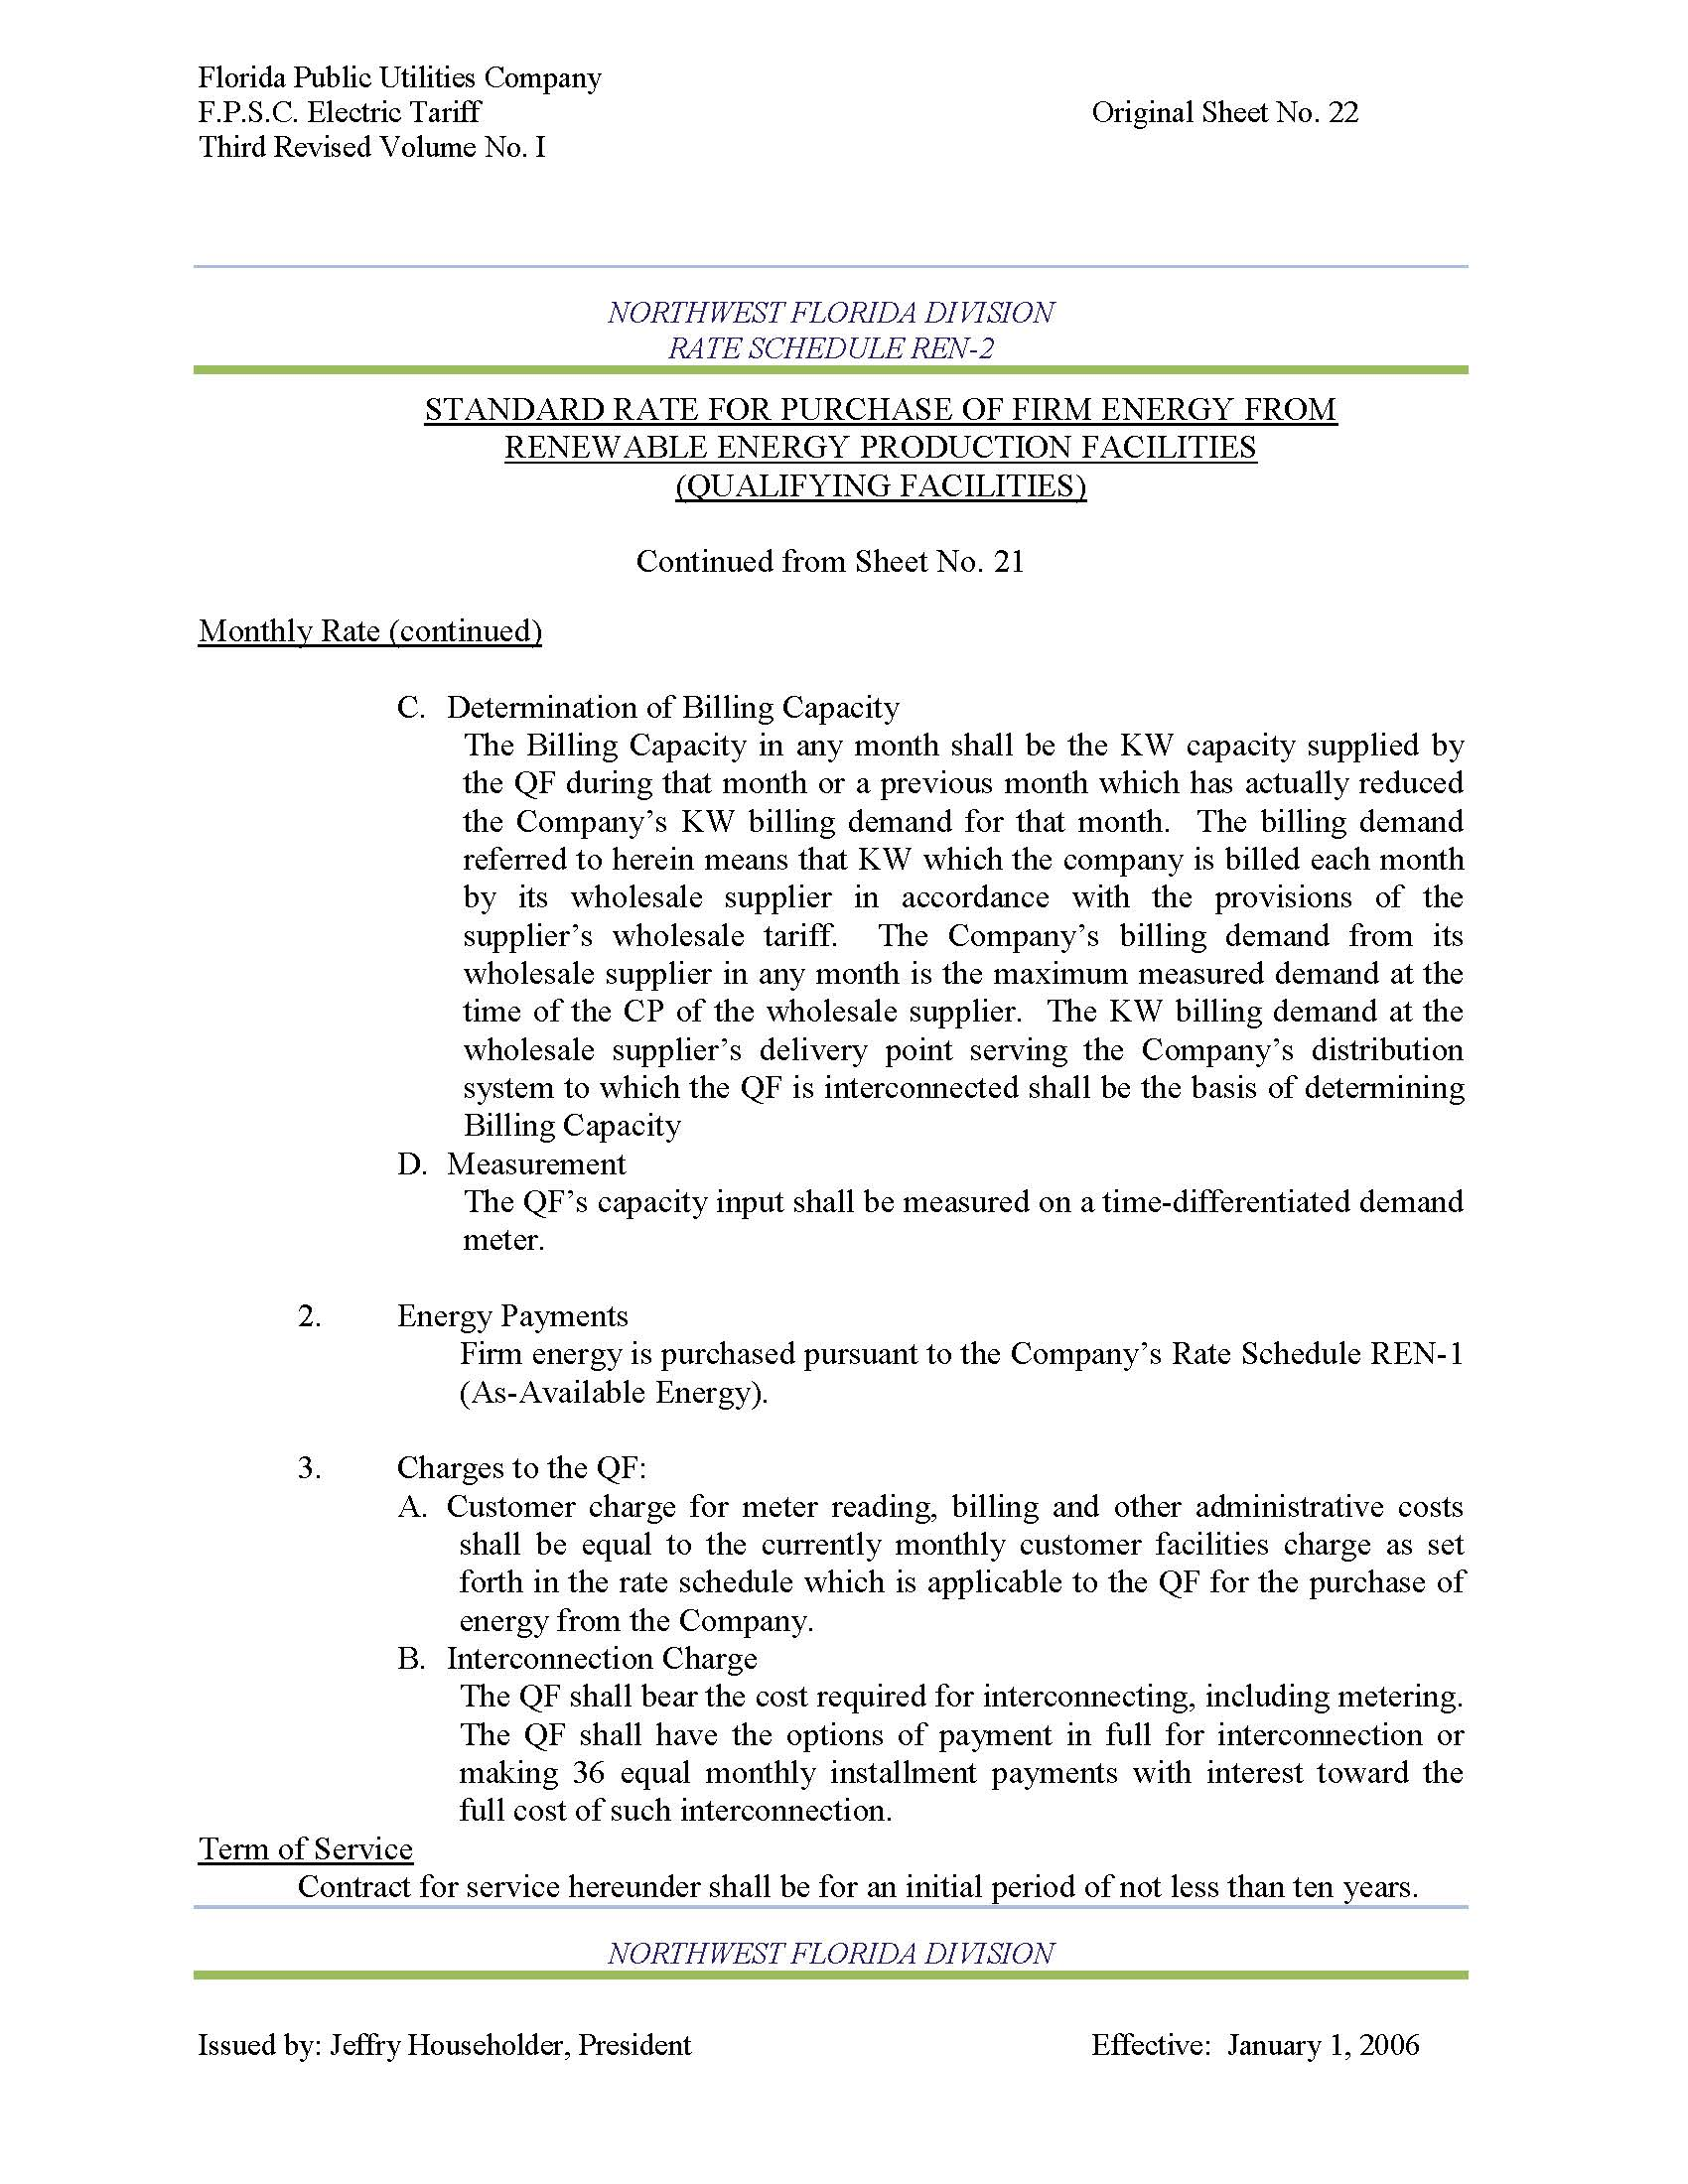 Florida Public Utilities Company
F.P.S.C. Electric Tariff
Original Sheet No. 22
Third Revised Volume No. I
NORTHWEST FLORIDA DIVISION
RATE SCHEDULE REN-2
STANDARD RATE FOR PURCHASE OF FIRM ENERGY FROM
RENEWABLE ENERGY PRODUCTION FACILITIES
(QUALIFYING FACILITIES)
Continued from Sheet No. 21
Monthly Rate (continued)
C. Determination of Billing Capacity
The Billing Capacity in any month shall be the KW capacity supplied by
the QF during that month or a previous month which has actually reduced
the Company’s KW billing demand for that month. The billing demand
referred to herein means that KW which the company is billed each month
by its wholesale supplier in accordance with the provisions of the
supplier’s wholesale tariff. The Company’s billing demand from its
wholesale supplier in any month is the maximum measured demand at the
time of the CP of the wholesale supplier. The KW billing demand at the
wholesale supplier’s delivery point serving the Company’s distribution
system to which the QF is interconnected shall be the basis of determining
Billing Capacity
D. Measurement
The QF’s capacity input shall be measured on a time-differentiated demand
meter.
2. Energy Payments
Firm energy is purchased pursuant to the Company’s Rate Schedule REN-1
(As-Available Energy).
3. Charges to the QF:
A. Customer charge for meter reading, billing and other administrative costs
shall be equal to the currently monthly customer facilities charge as set
forth in the rate schedule which is applicable to the QF for the purchase of
energy from the Company.
B. Interconnection Charge
The QF shall bear the cost required for interconnecting, including metering.
The QF shall have the options of payment in full for interconnection or
making 36 equal monthly installment payments with interest toward the
full cost of such interconnection.
Term of Service
Contract for service hereunder shall be for an initial period of not less than ten years.
NORTHWEST FLORIDA DIVISION
Issued by: Jeffry Householder, President
Effective: January 1, 2006